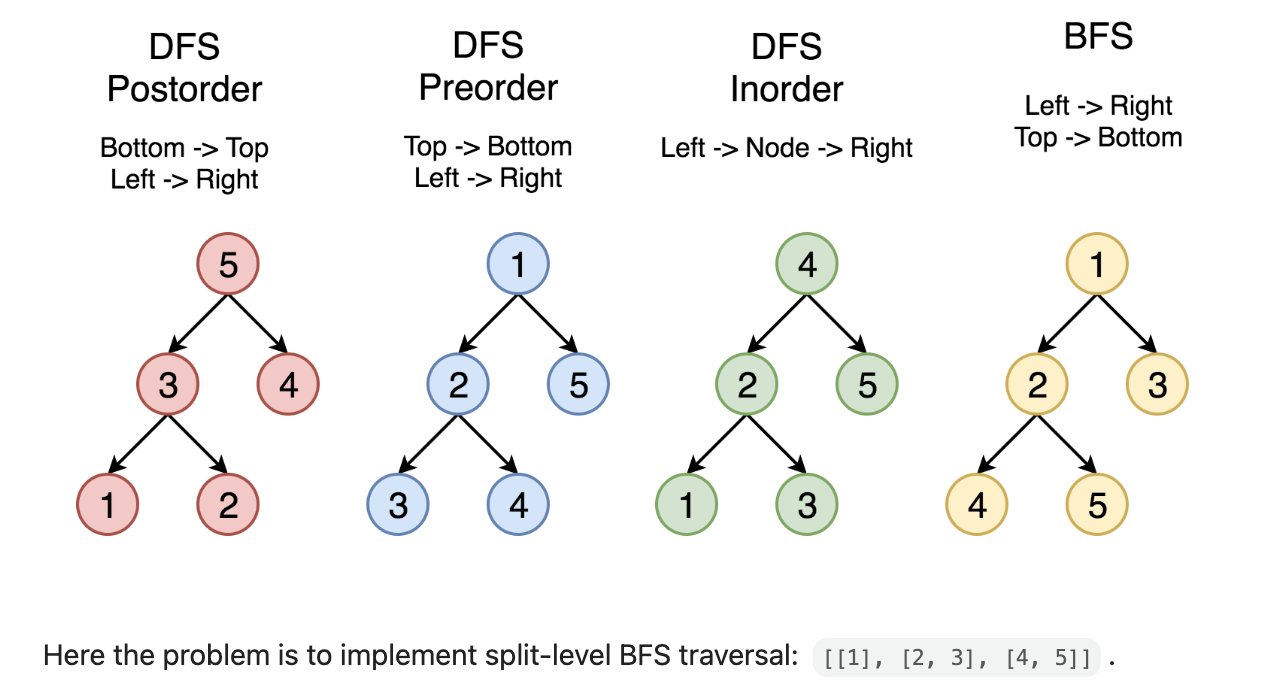 DFS
Postorder
Bottom -> Top
Left -> Right
5
3
4
1
2
DFS
Preorder
Top -> Bottom
Left -> Right
1
2
5
3
4
DFS
Inorder
Left -> Node -> Right
4
2
5
1
3
BFS
Left -> Right
Top -> Bottom
1
2
3
4
5
Here the problem is to implement split-level BFS traversal: [[1], [2, 3], [4, 5]] .